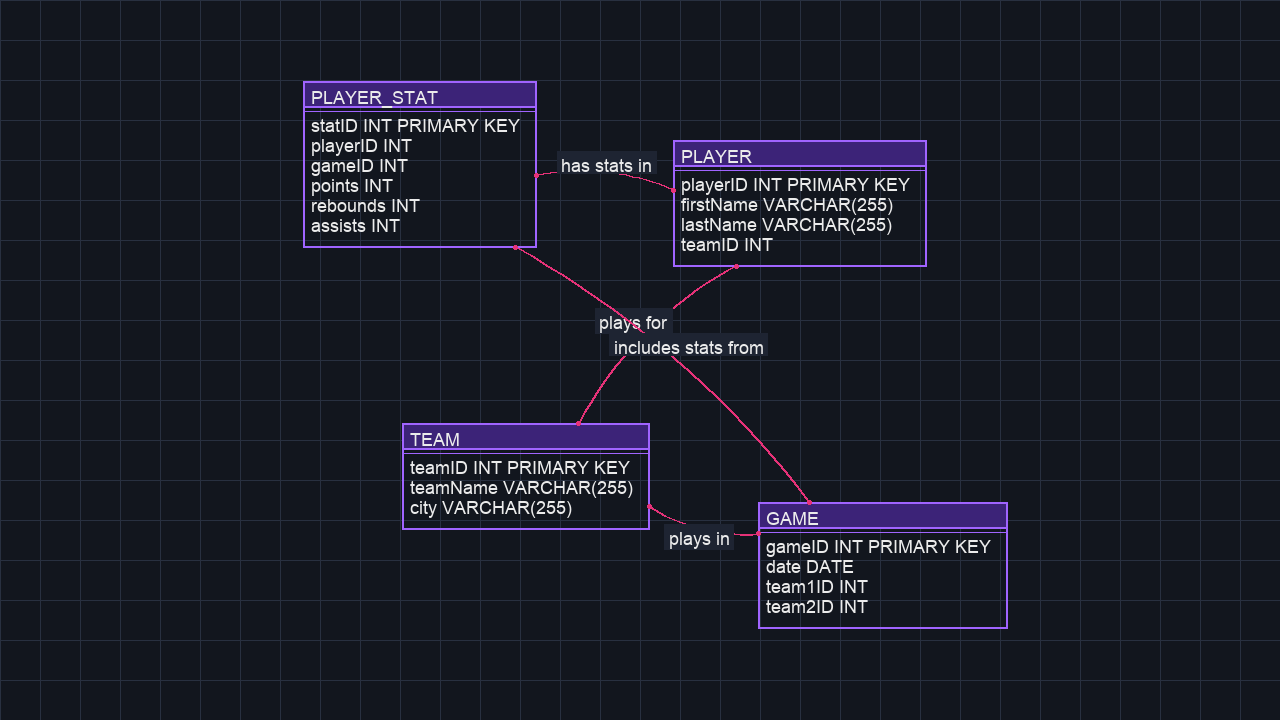 PLAYER_STAT
statID INT PRIMARY KEY
playerID INT
gameID INT
points INT
rebounds INT
assists INT
has stats in
PLAYER
playerID INT PRIMARY KEY
firstName VARCHAR(255)
lastName VARCHAR(255)
teamID INT
plays for
includes stats from
TEAM
teamID INT PRIMARY KEY
teamName VARCHAR(255)
city VARCHAR(255)
plays in
GAME
gameID INT PRIMARY KEY
date DATE
team1ID INT
team2ID INT